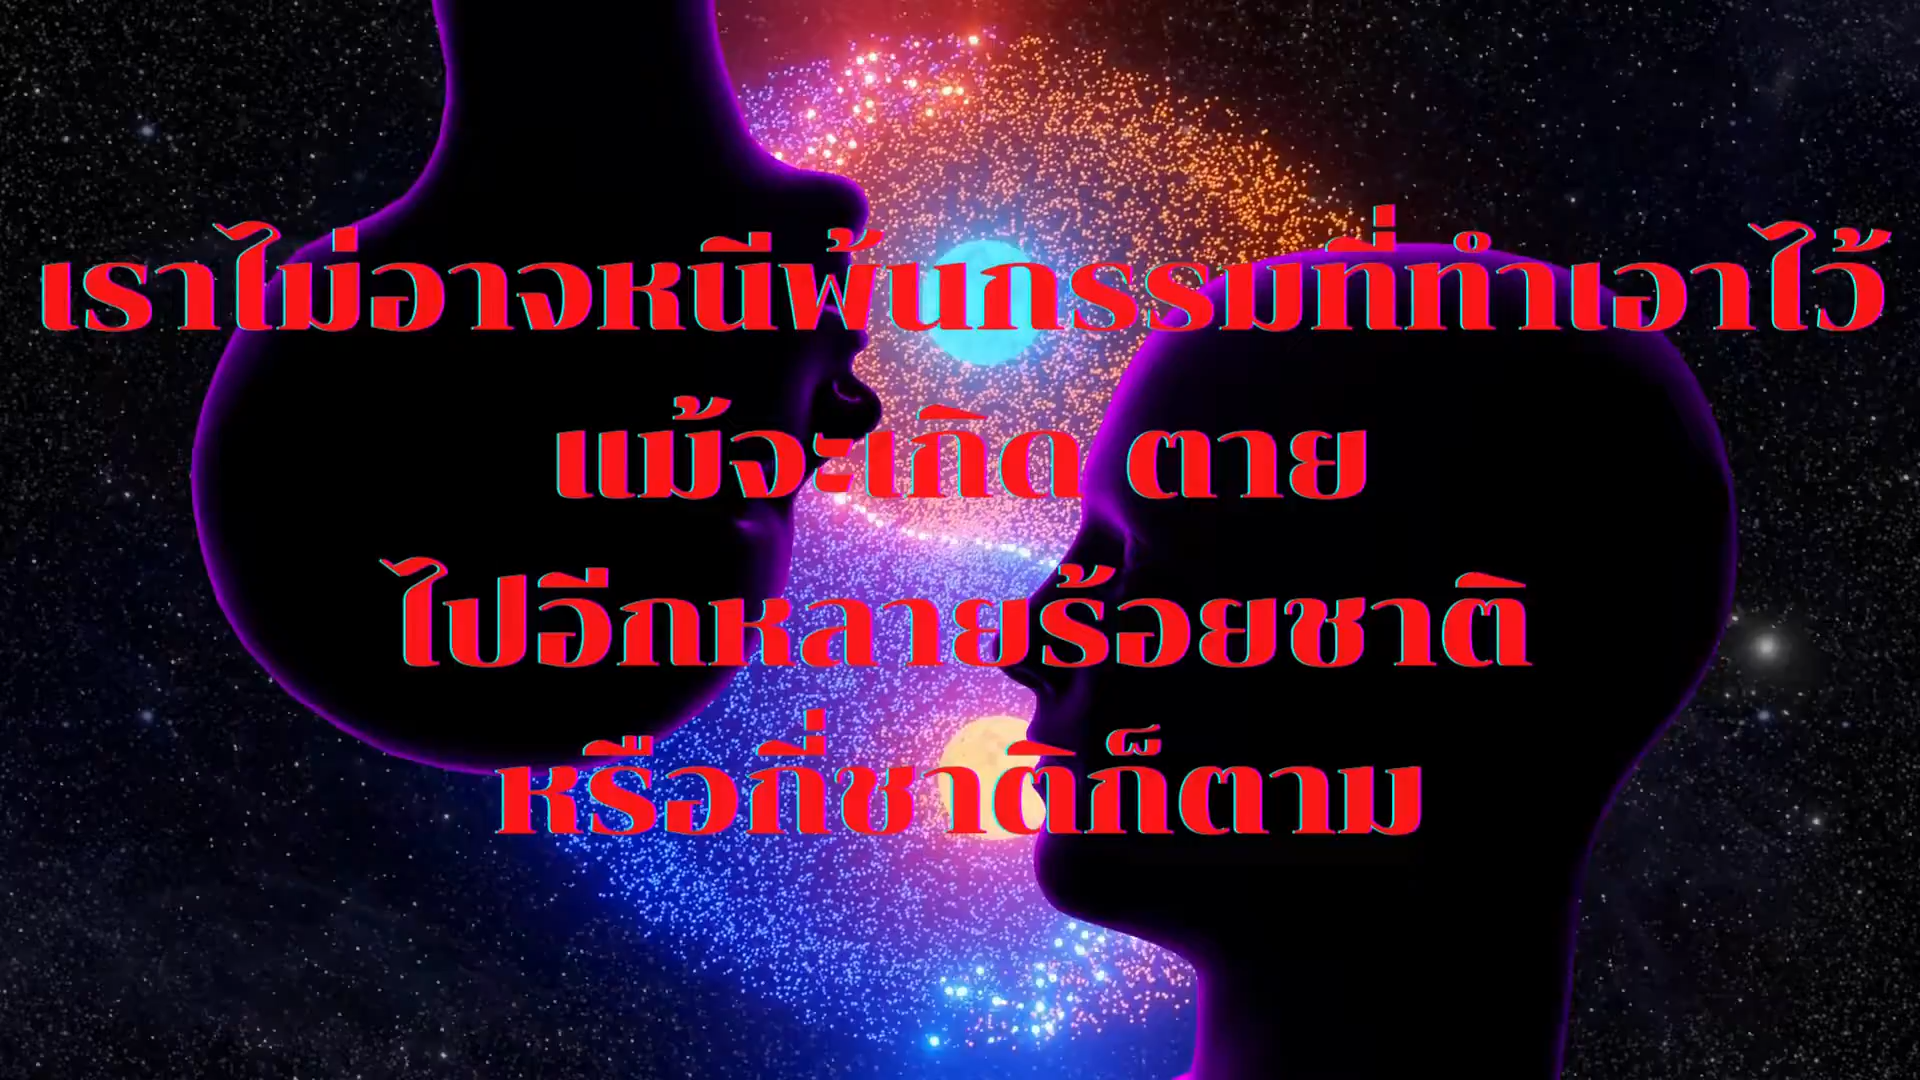 เราไม่อาจหนีพ้นกรรมที่ทำเอาไว้
แม้จะเกิด ตาย
ไปอีกหลายร้อยชาติ
หรือกี่ชาติก็ตาม